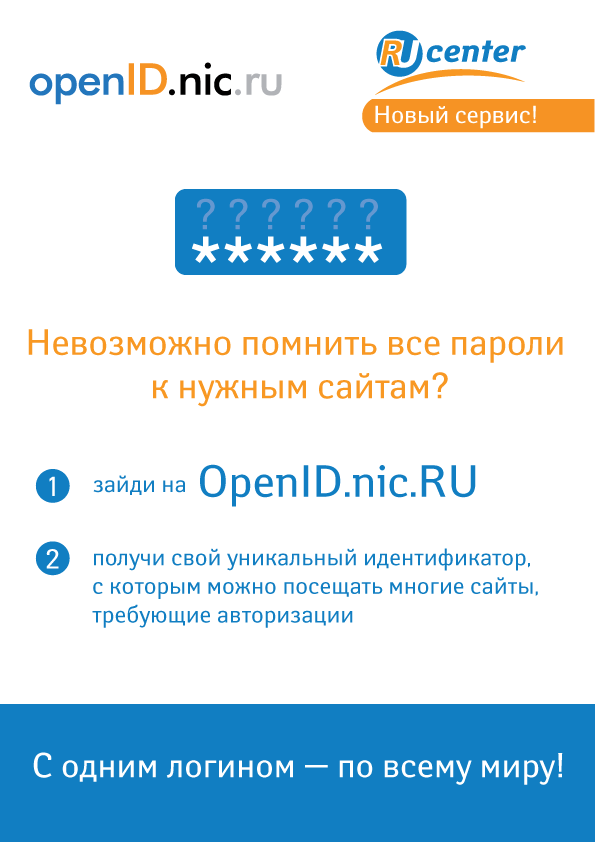 openID.nic.ru
RU center
Новый сервис!
? ? ? ? ? ?
******
Невозможно помнить все пароли
к нужным сайтам?
1 зайди на OpenID.nic.RU
2 получи свой уникальный идентификатор,
с которым можно посещать многие сайты,
требующие авторизации
С одним логином — по всему миру!